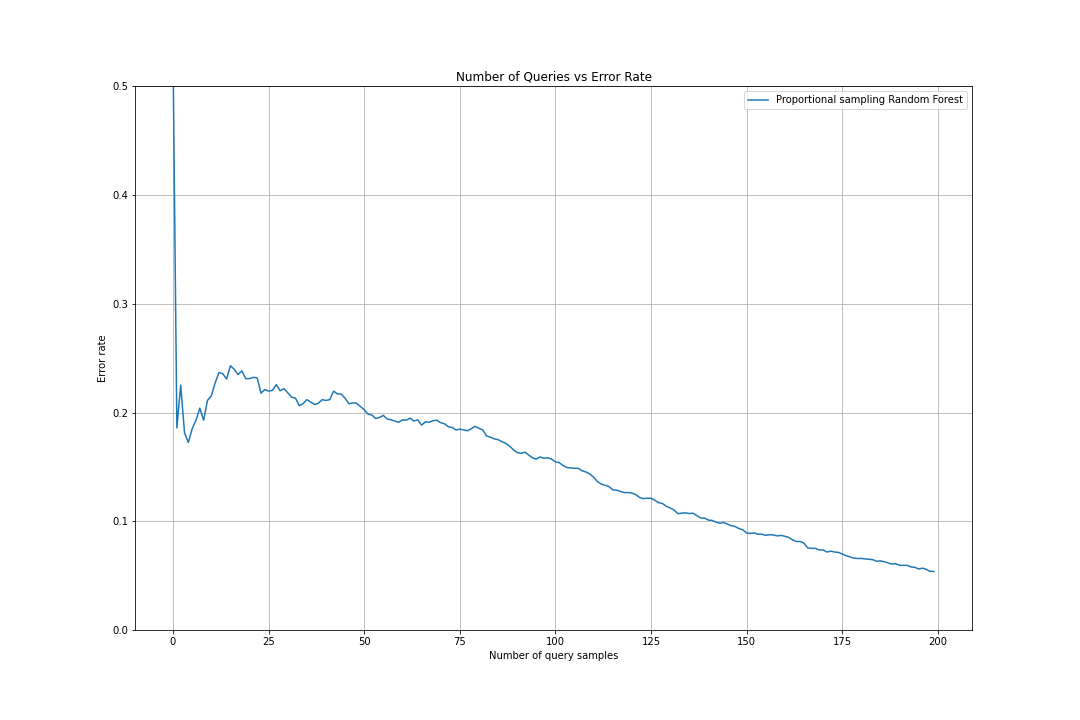 Number of Queries vs Error Rate
Proportional sampling Random Forest
0.5
0.4
0.3
0.2
0.1
0.0
Error rate
0 25 50 75 100 125 150 175 200
Number of query samples